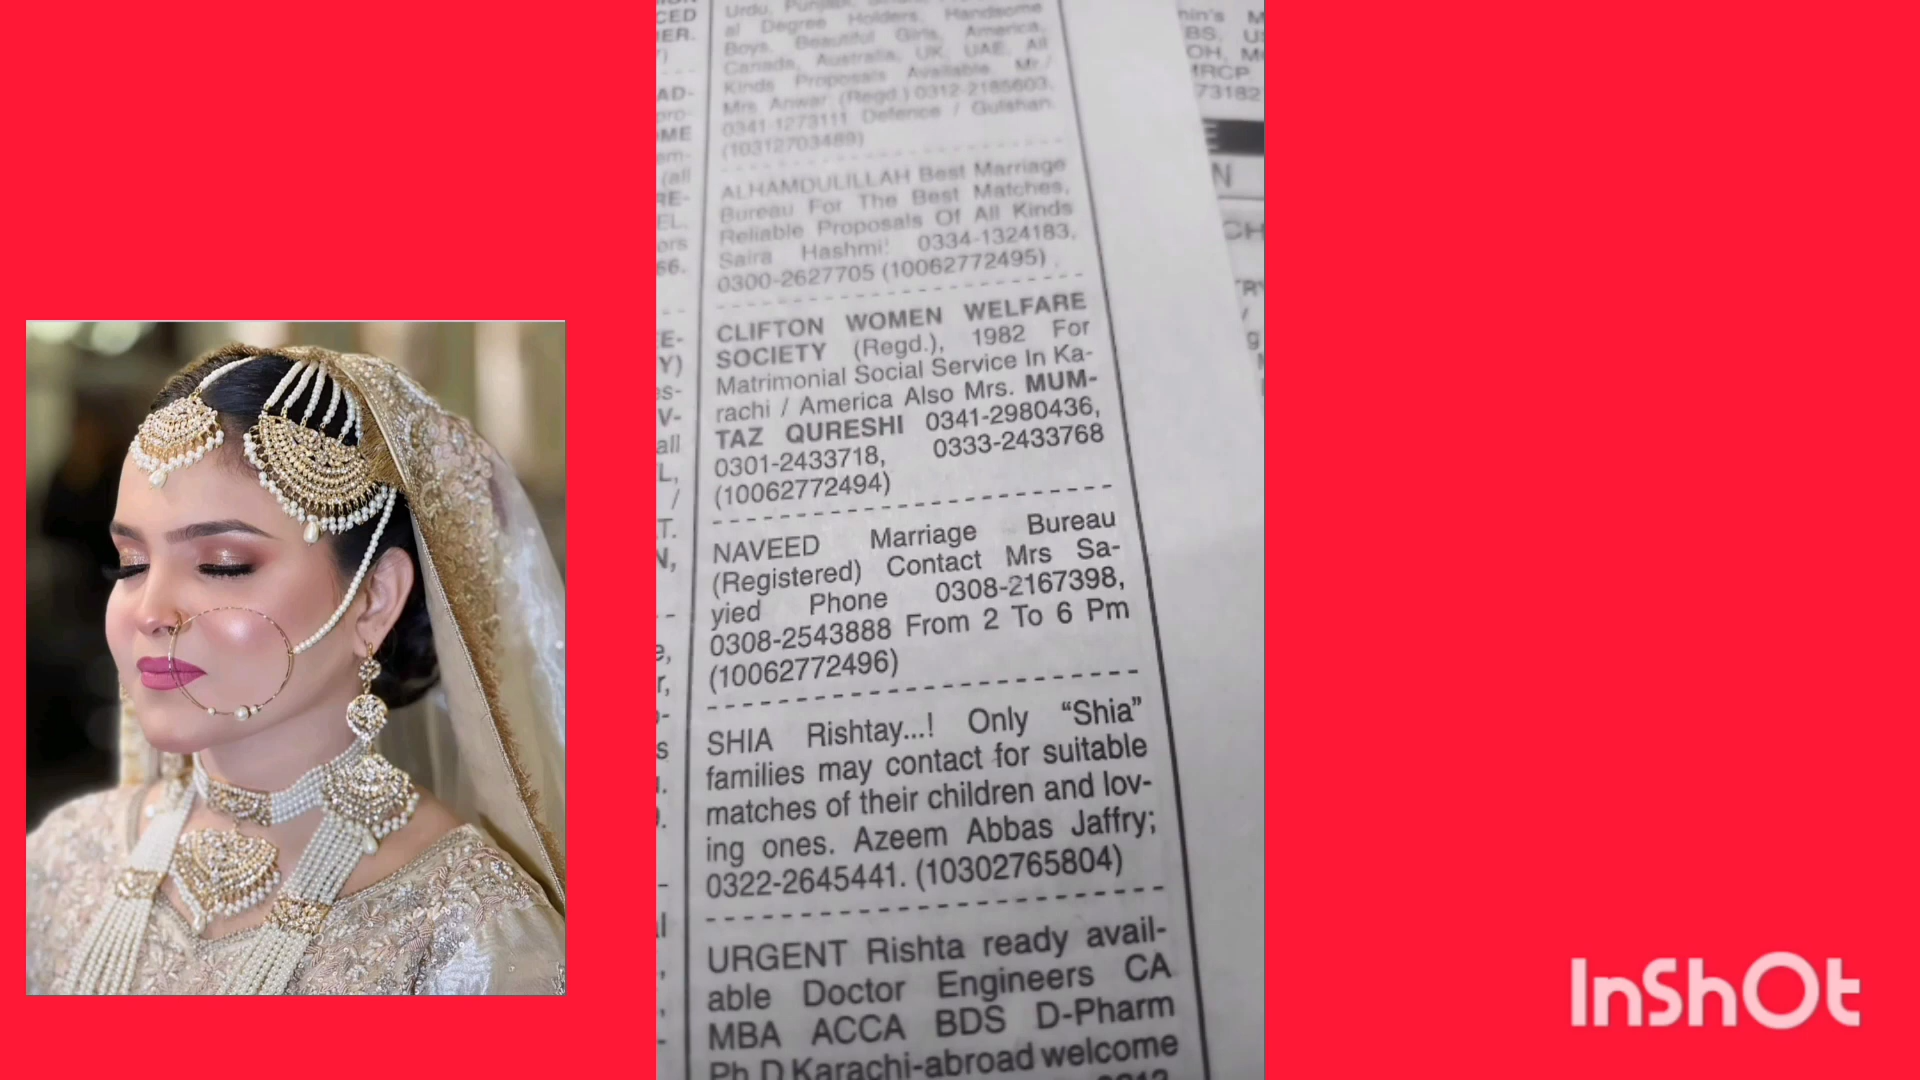 Urdu, Punjabi,
al Degree Holders, Handsome
Boys, Beautiful Girls, America,
Canada, Australia, UK, UAE, All
Kinds Proposals Available. Mr./
Mrs. Anwar: (Regd.) 0312-2185603,
0341-1273111 Defence / Gulshan.
(10312703489)
ALHAMDULILLAH Best Marriage
Bureau For The Best Matches,
Reliable Proposals Of All Kinds
Saira Hashmi: 0334-1324183,
0300-2627705 (10062772495)
CLIFTON WOMEN WELFARE
SOCIETY (Regd.), 1982 For
Matrimonial Social Service In Ka-
rachi / America Also Mrs. MUM-
TAZ QURESHI 0341-2980436,
0301-2433718, 0333-2433768
(10062772494)
NAVEED Marriage Bureau
(Registered) Contact Mrs Sa-
yied Phone 0308-2167398,
0308-2543888 From 2 To 6 Pm
(10062772496)
SHIA Rishtay...! Only “Shia”
families may contact for suitable
matches of their children and lov-
ing ones. Azeem Abbas Jaffry;
0322-2645441. (10302765804)
URGENT Rishta ready avail-
able Doctor Engineers CA
MBA ACCA BDS D-Pharm
Ph.D Karachi-abroad welcome
InShOt